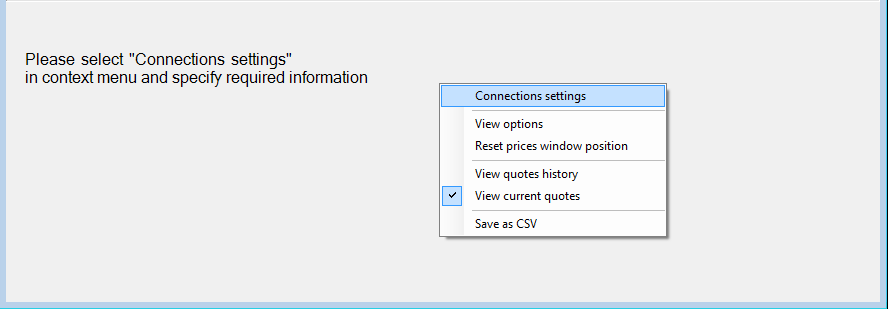 Please select "Connections settings"
in context menu and specify required information
Connections settings
View options
Reset prices window position
View quotes history
View current quotes
Save as CSV